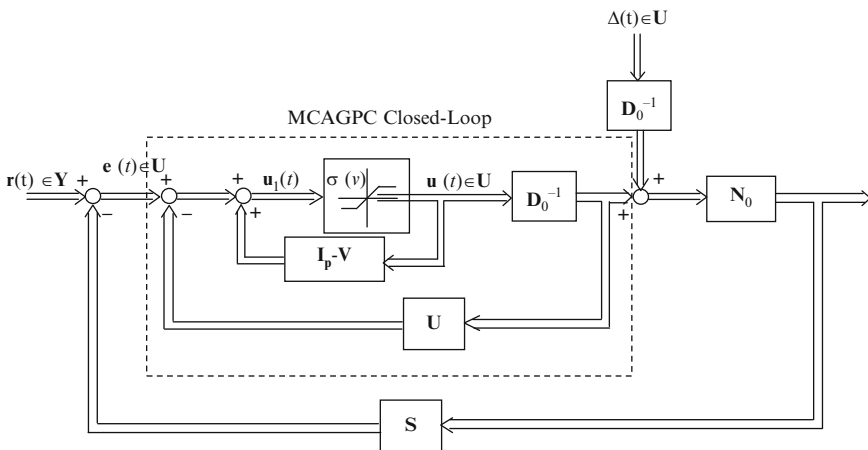 Δ(t)∈U
D₀⁻¹
MCAGPC Closed-Loop
r(t) ∈Y
+
−
e (t)∈U
+
−
+
+
u₁(t)
σ (v)
u (t)∈U
D₀⁻¹
+
+
N₀
Iₚ-V
U
S